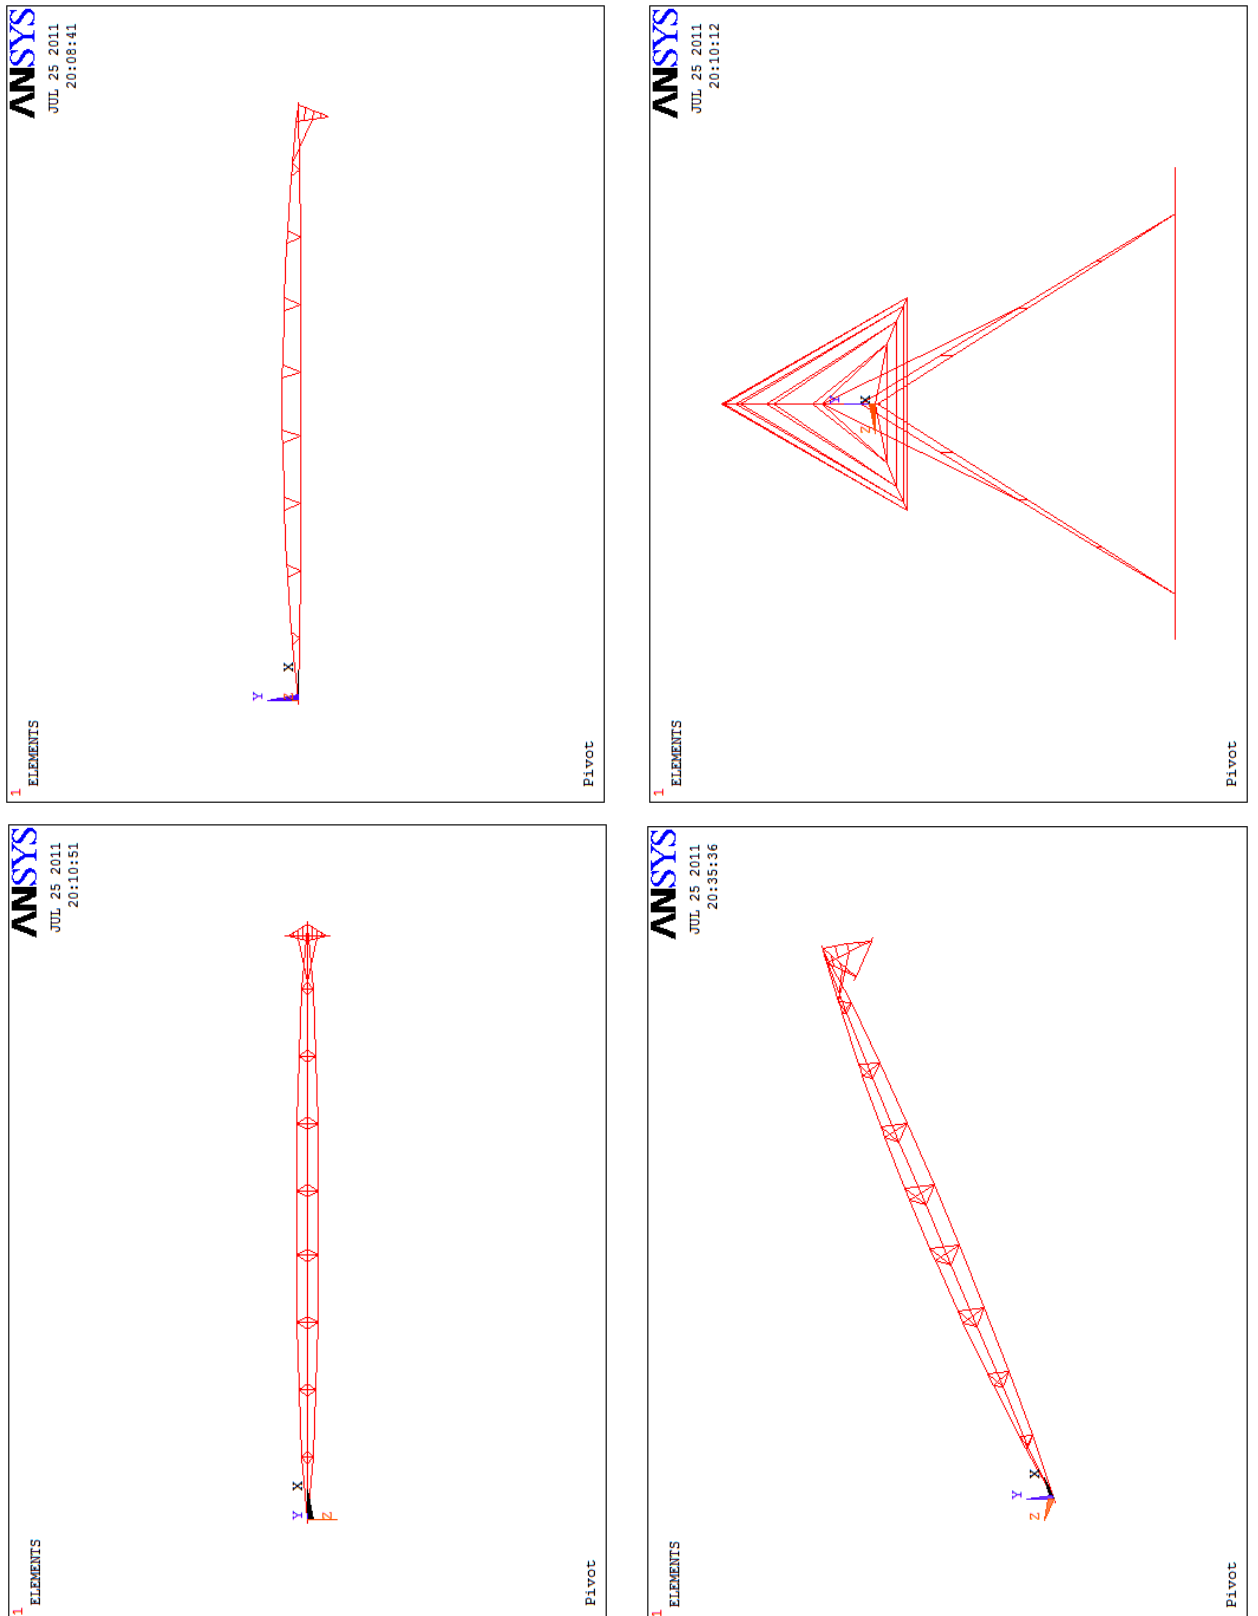 1
ELEMENTS
ANSYS
JUL 25 2011
20:08:41
Y
X
Z
Pivot
1
ELEMENTS
ANSYS
JUL 25 2011
20:10:12
Y
X
Z
Pivot
1
ELEMENTS
ANSYS
JUL 25 2011
20:10:51
Y
X
Z
Pivot
1
ELEMENTS
ANSYS
JUL 25 2011
20:35:36
Y
X
Z
Pivot